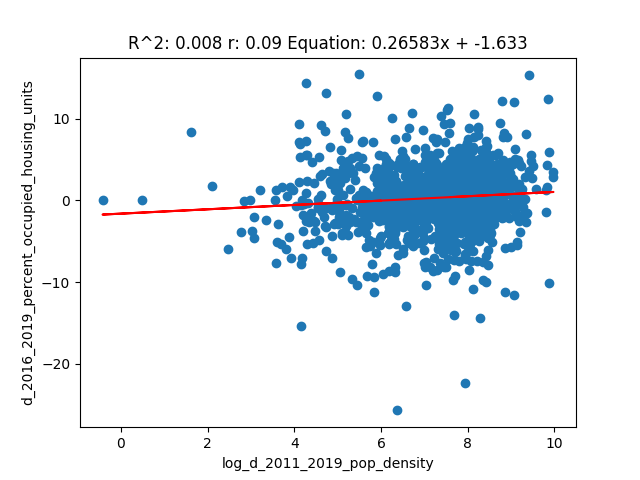 R^2: 0.008 r: 0.09 Equation: 0.26583x + -1.633
d_2016_2019_percent_occupied_housing_units
10
0
−10
−20
0 2 4 6 8 10
log_d_2011_2019_pop_density